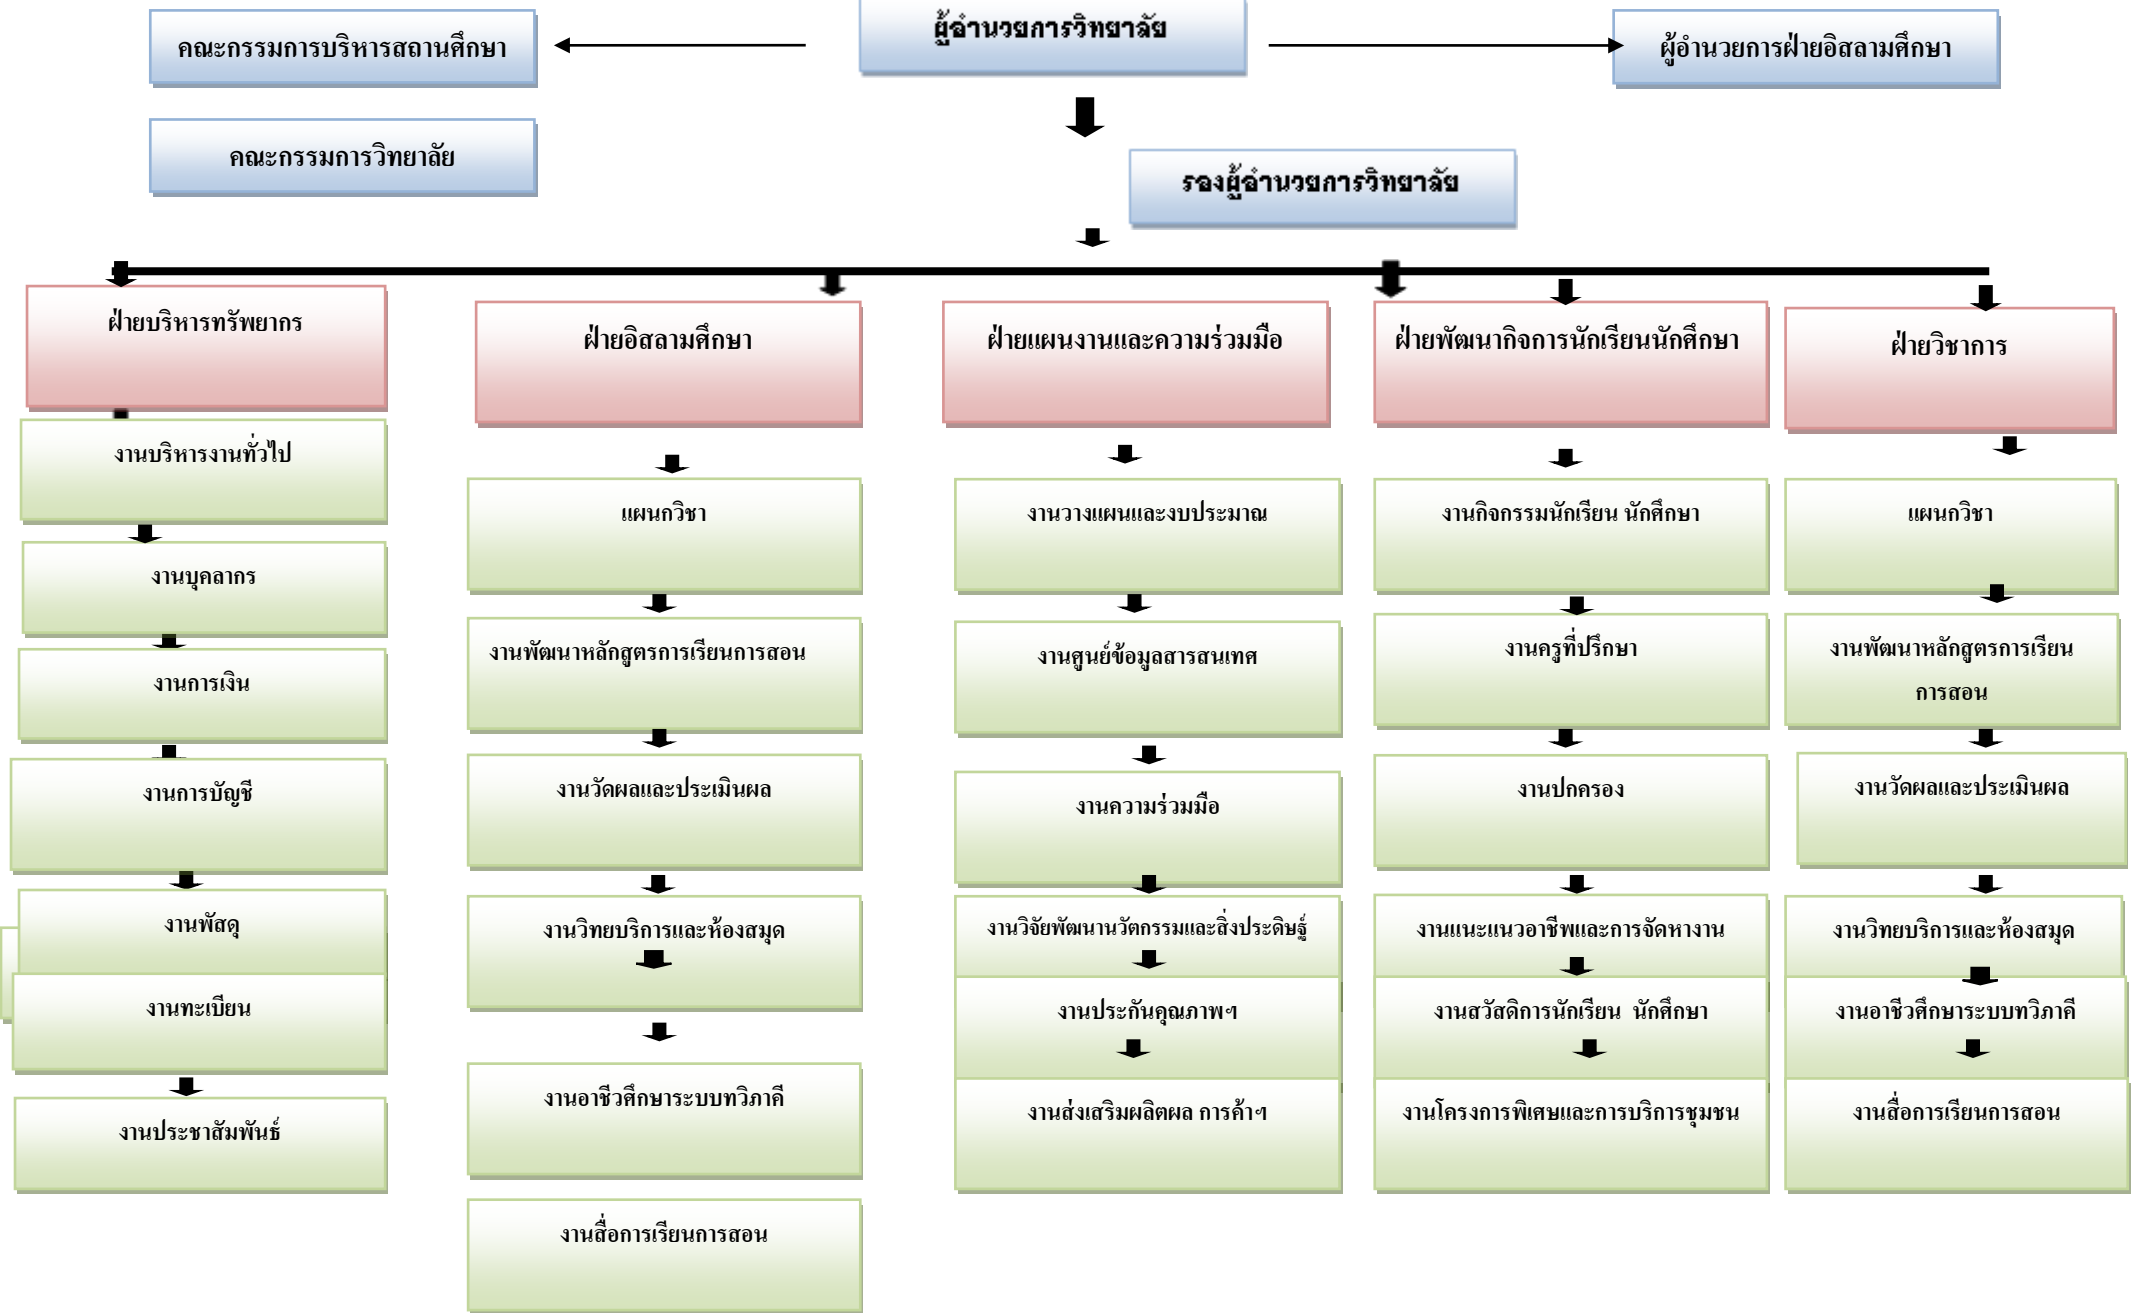 ผู้อำนวยการวิทยาลัย
คณะกรรมการบริหารสถานศึกษา
ผู้อำนวยการฝ่ายอิสลามศึกษา
คณะกรรมการวิทยาลัย
รองผู้อำนวยการวิทยาลัย
ฝ่ายบริหารทรัพยากร
งานบริหารงานทั่วไป
งานบุคลากร
งานการเงิน
งานการบัญชี
งานพัสดุ
งานทะเบียน
งานประชาสัมพันธ์
ฝ่ายอิสลามศึกษา
แผนกวิชา
งานพัฒนาหลักสูตรการเรียนการสอน
งานวัดผลและประเมินผล
งานวิทยบริการและห้องสมุด
งานอาชีวศึกษาระบบทวิภาคี
งานสื่อการเรียนการสอน
ฝ่ายแผนงานและความร่วมมือ
งานวางแผนและงบประมาณ
งานศูนย์ข้อมูลสารสนเทศ
งานความร่วมมือ
งานวิจัยพัฒนานวัตกรรมและสิ่งประดิษฐ์
งานประกันคุณภาพฯ
งานส่งเสริมผลิตผล การค้าฯ
ฝ่ายพัฒนากิจการนักเรียนนักศึกษา
งานกิจกรรมนักเรียน นักศึกษา
งานครูที่ปรึกษา
งานปกครอง
งานแนะแนวอาชีพและการจัดหางาน
งานสวัสดิการนักเรียน  นักศึกษา
งานโครงการพิเศษและการบริการชุมชน
ฝ่ายวิชาการ
แผนกวิชา
งานพัฒนาหลักสูตรการเรียน
การสอน
งานวัดผลและประเมินผล
งานวิทยบริการและห้องสมุด
งานอาชีวศึกษาระบบทวิภาคี
งานสื่อการเรียนการสอน